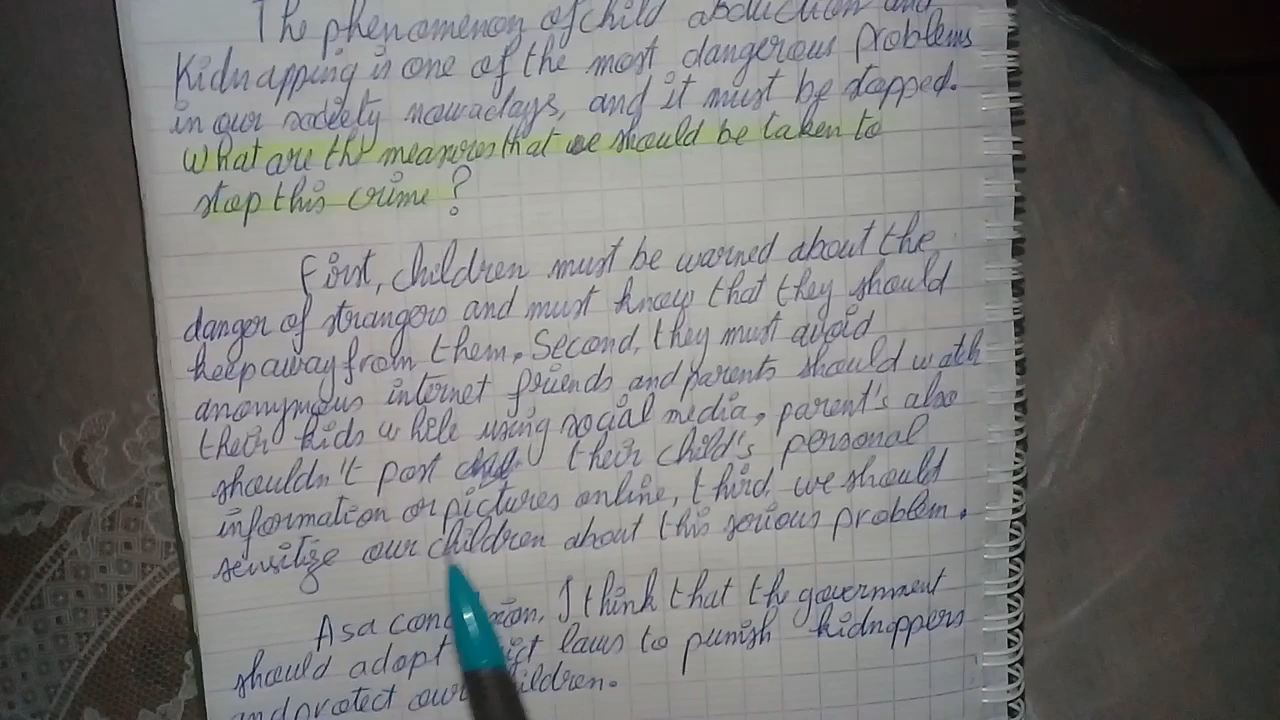 The phenomenon of child abduction and
Kidnapping is one of the most dangerous problems
in our society nowadays, and it must be stopped.
What are the measures that we should be taken to
stop this crime ?
First, children must be warned about the
danger of strangers and must know that they should
keep away from them. Second, they must avoid
anonymous internet friends and parents should watch
their kids while using social media, parent's also
shouldn't post their child's personal
information or pictures online, third, we should
sensitize our children about this serious problem.
As a conclusion, I think that the government
should adopt strict laws to punish kidnappers
and protect our children.